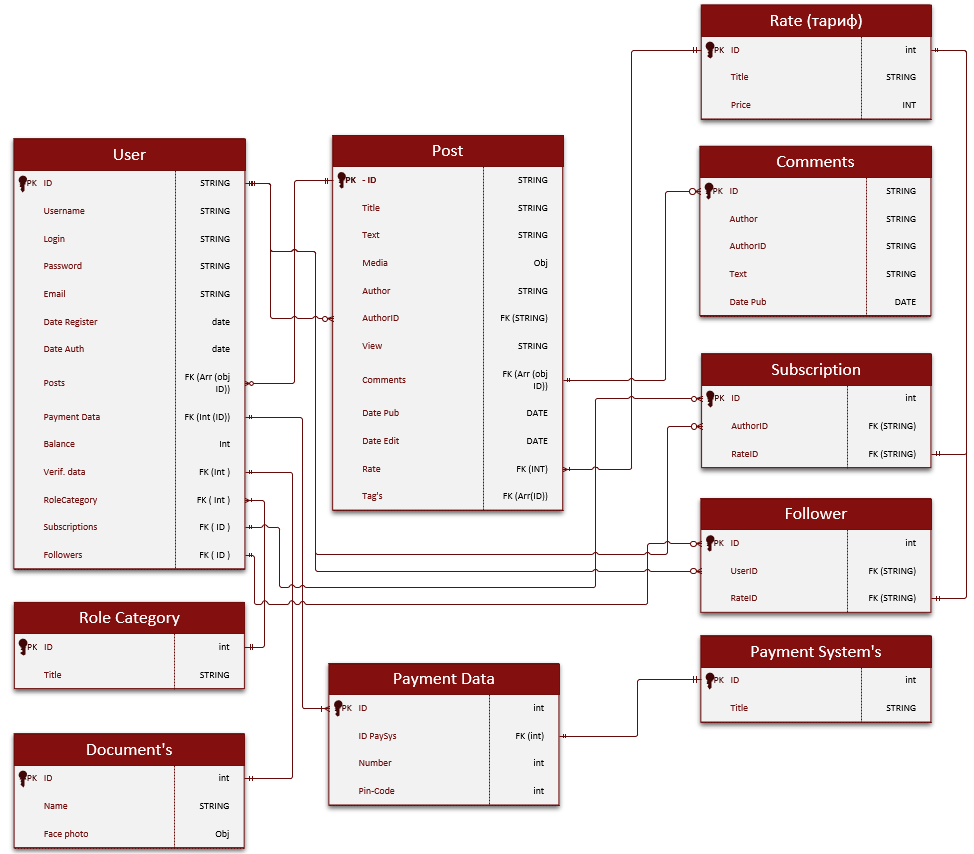 Rate (тариф)
PK ID int
Title STRING
Price INT
User
PK ID STRING
Username STRING
Login STRING
Password STRING
Email STRING
Date Register date
Date Auth date
Posts FK (Arr (obj
ID))
Payment Data FK (Int (ID))
Balance Int
Verif. data FK (Int )
RoleCategory FK ( Int )
Subscriptions FK ( ID )
Followers FK ( ID )
Post
PK - ID STRING
Title STRING
Text STRING
Media Obj
Author STRING
AuthorID FK (STRING)
View STRING
Comments FK (Arr (obj
ID))
Date Pub DATE
Date Edit DATE
Rate FK (INT)
Tag's FK (Arr(ID))
Comments
PK ID STRING
Author STRING
AuthorID STRING
Text STRING
Date Pub DATE
Subscription
PK ID int
AuthorID FK (STRING)
RateID FK (STRING)
Follower
PK ID int
UserID FK (STRING)
RateID FK (STRING)
Role Category
PK ID int
Title STRING
Payment Data
PK ID int
ID PaySys FK (int)
Number int
Pin-Code int
Payment System's
PK ID int
Title STRING
Document's
PK ID int
Name STRING
Face photo Obj